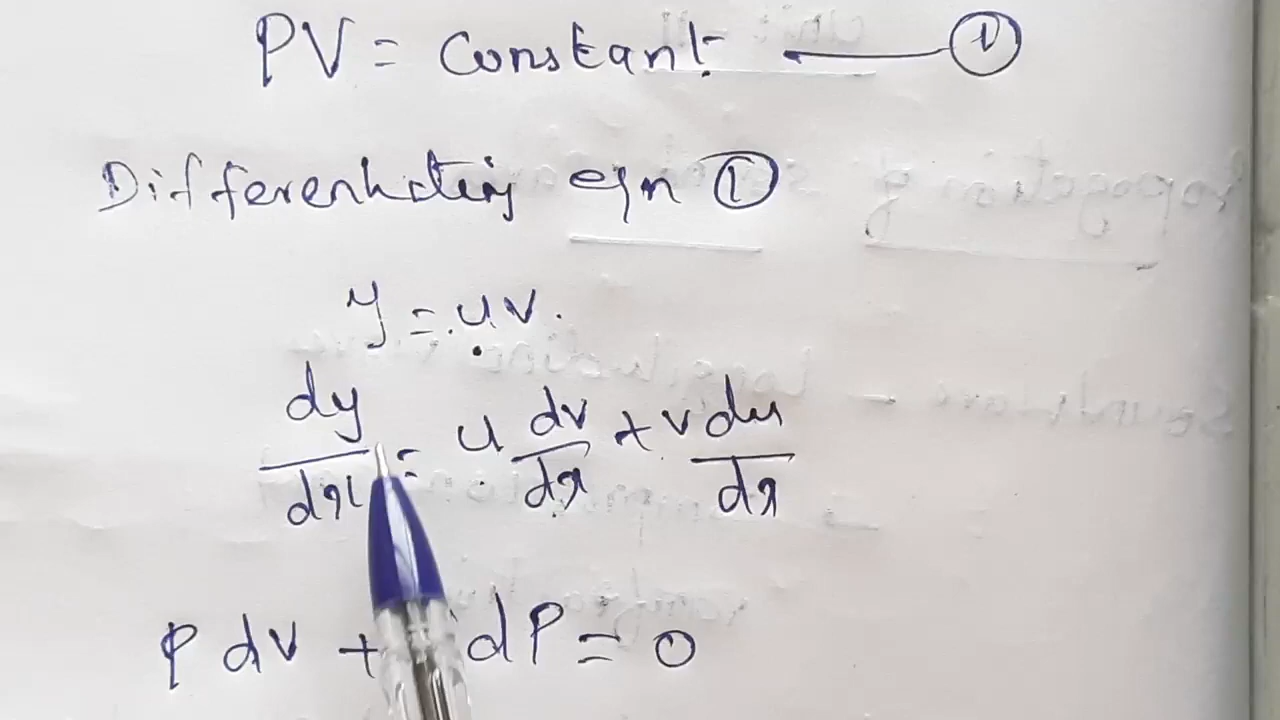 PV = Constant ← ①
Differentiating eqn ①
y = uv.
dy/dx = u dv/dx + v du/dx
P dV + dP = 0